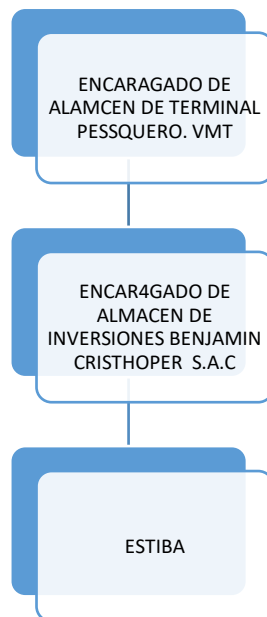 ENCARAGADO DE
ALAMCEN DE TERMINAL
PESSQUERO. VMT
ENCAR4GADO DE
ALMACEN DE
INVERSIONES BENJAMIN
CRISTHOPER S.A.C
ESTIBA